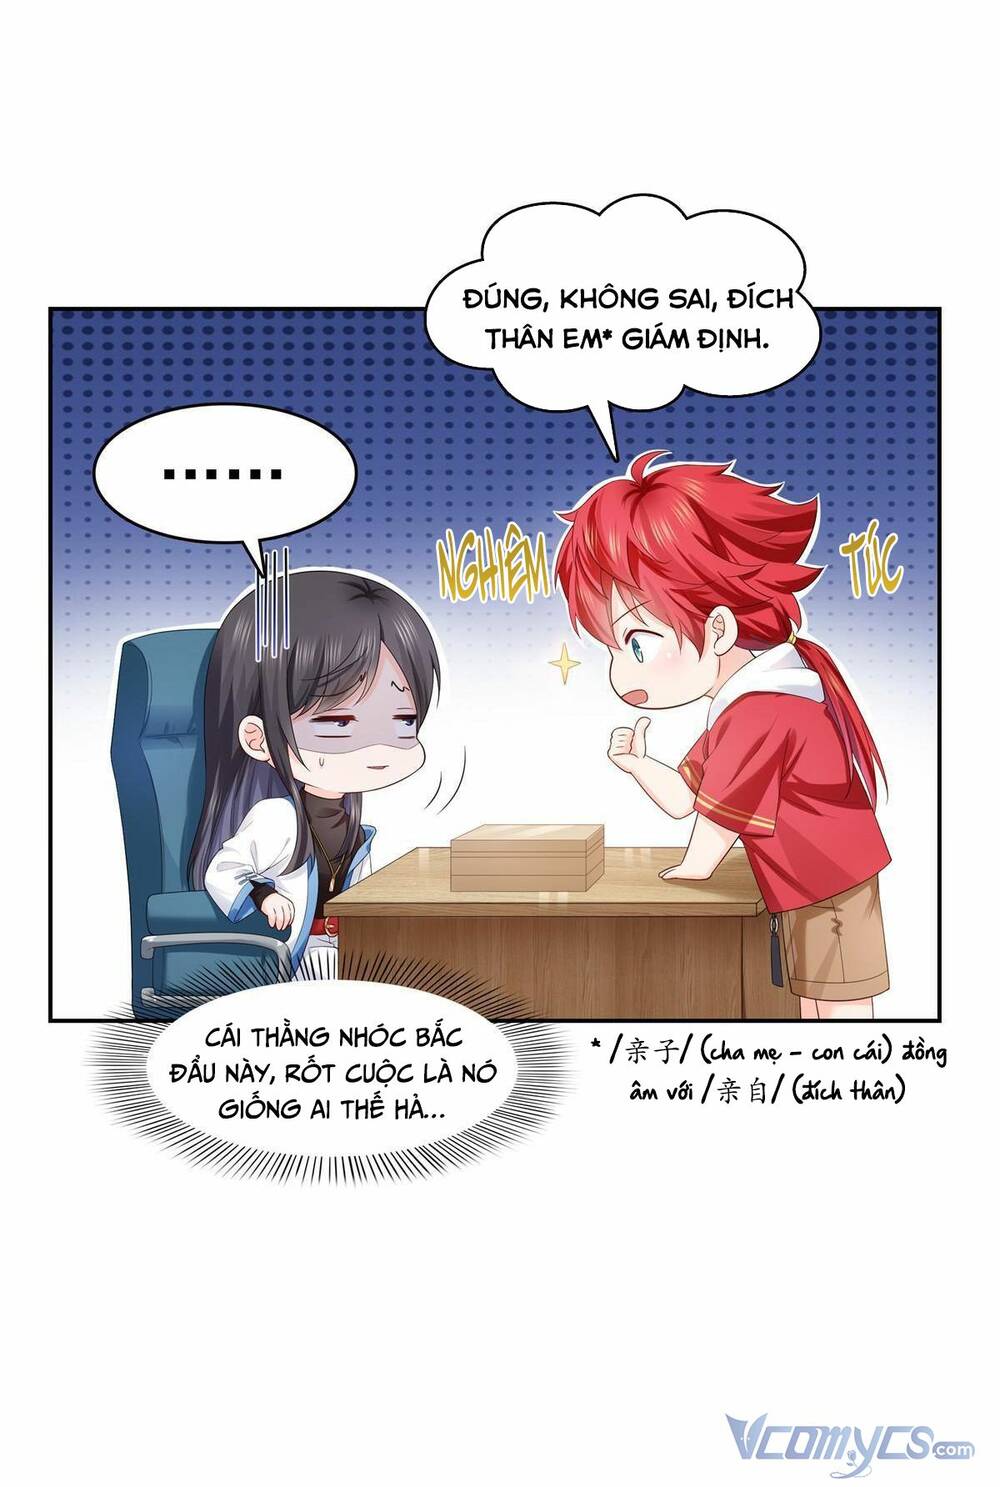 ĐÚNG, KHÔNG SAI, ĐÍCH
THÂN EM* GIÁM ĐỊNH.
......
NGHIÊM TÚC
CÁI THẰNG NHÓC BẮC
ĐẨU NÀY, RỐT CUỘC LÀ NÓ
GIỐNG AI THẾ HẢ...
* /亲子/ (cha mẹ - con cái) đồng
âm với /亲自/ (đích thân)
VCOMYCS.com